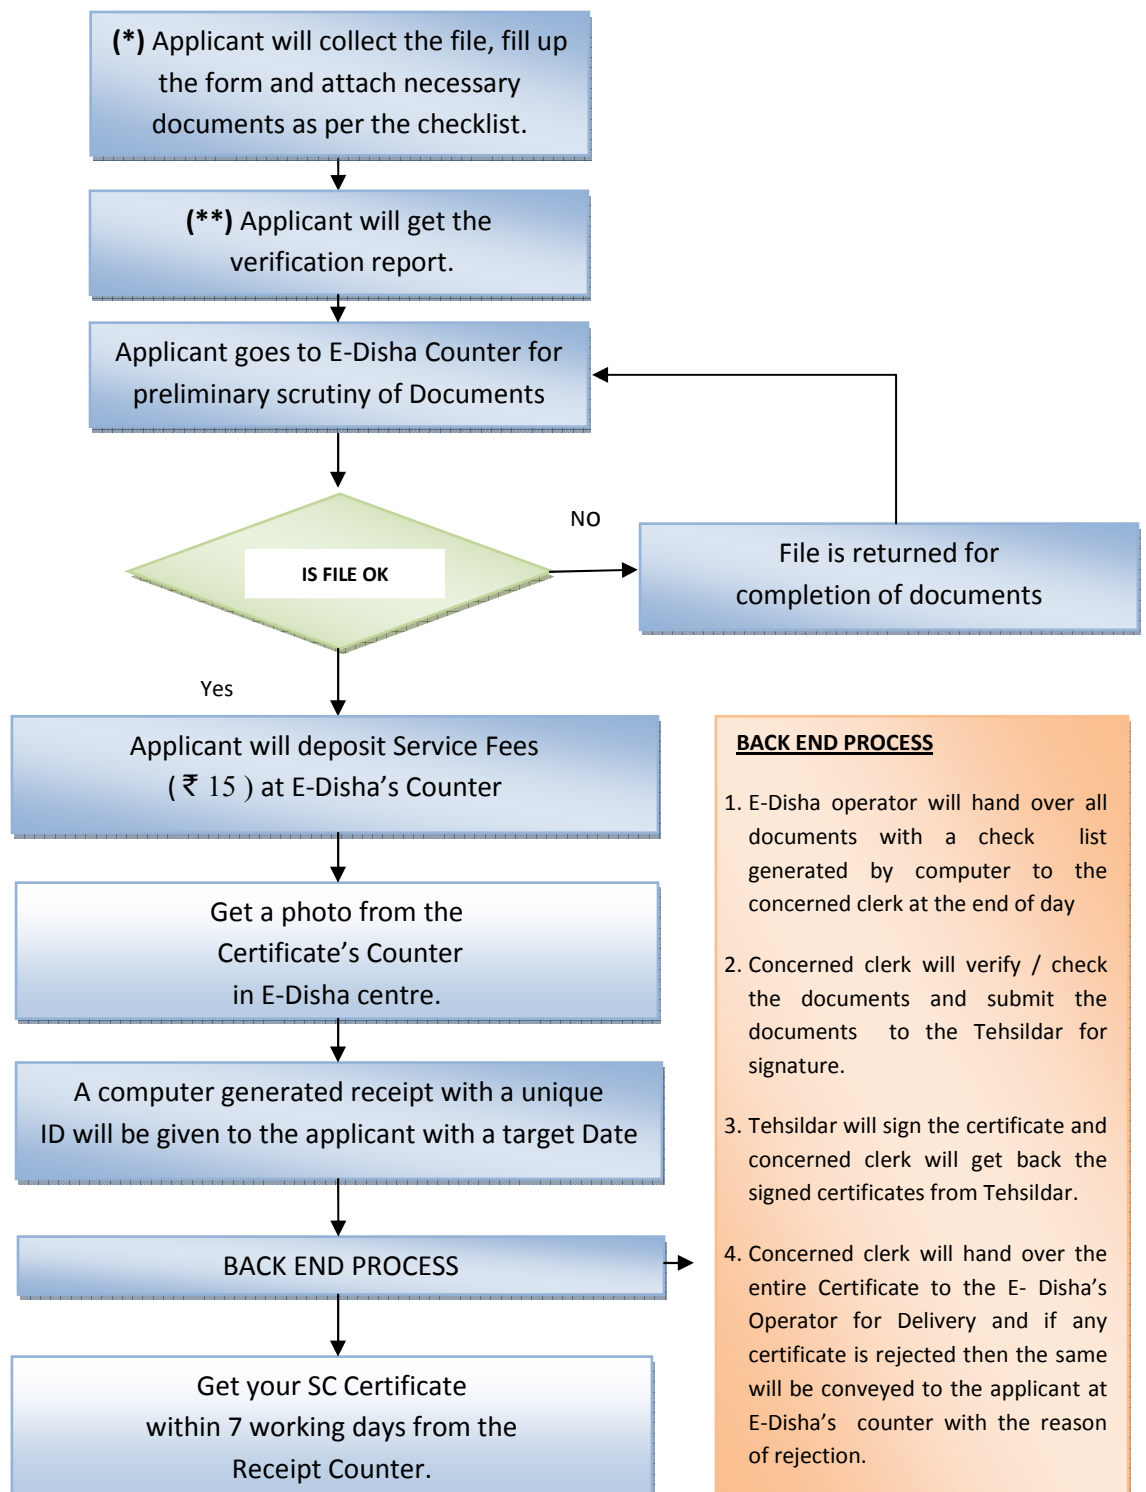 (*) Applicant will collect the file, fill up
the form and attach necessary
documents as per the checklist.
(**) Applicant will get the
verification report.
Applicant goes to E-Disha Counter for
preliminary scrutiny of Documents
IS FILE OK
NO
File is returned for
completion of documents
Yes
Applicant will deposit Service Fees
( ₹ 15 ) at E-Disha’s Counter
Get a photo from the
Certificate’s Counter
in E-Disha centre.
A computer generated receipt with a unique
ID will be given to the applicant with a target Date
BACK END PROCESS
Get your SC Certificate
within 7 working days from the
Receipt Counter.
BACK END PROCESS
1. E-Disha operator will hand over all
documents with a check list
generated by computer to the
concerned clerk at the end of day
2. Concerned clerk will verify / check
the documents and submit the
documents to the Tehsildar for
signature.
3. Tehsildar will sign the certificate and
concerned clerk will get back the
signed certificates from Tehsildar.
4. Concerned clerk will hand over the
entire Certificate to the E- Disha’s
Operator for Delivery and if any
certificate is rejected then the same
will be conveyed to the applicant at
E-Disha’s counter with the reason
of rejection.